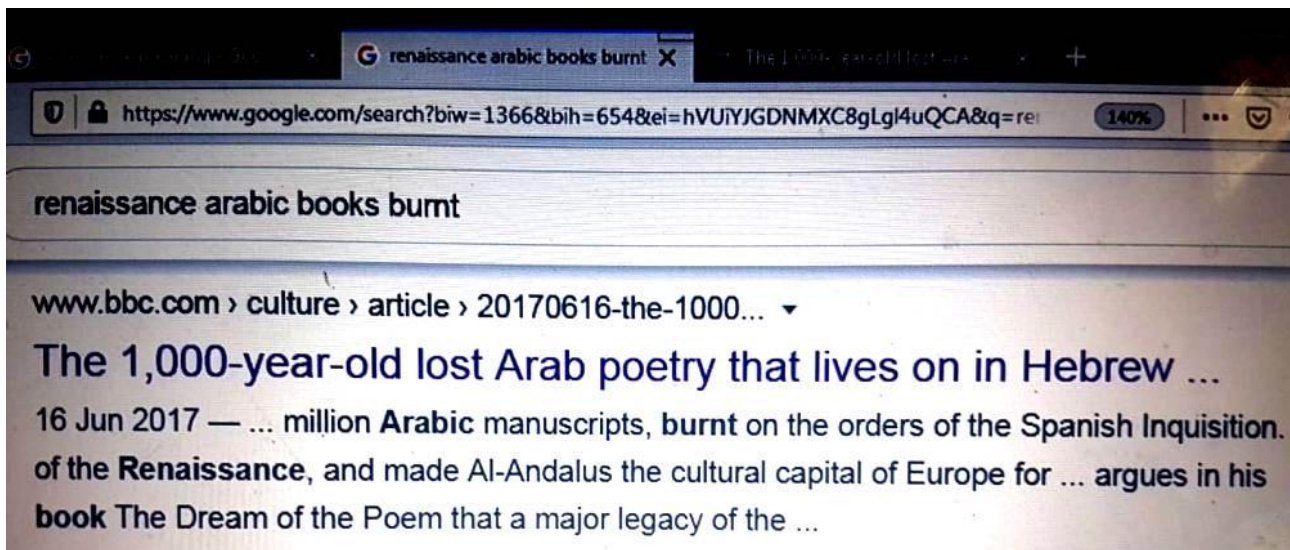 renaissance arabic books burnt
https://www.google.com/search?biw=1366&bih=654&ei=hVUiYJGDNMXC8gLgl4uQCA&q=re
140%
renaissance arabic books burnt
www.bbc.com › culture › article › 20170616-the-1000...
The 1,000-year-old lost Arab poetry that lives on in Hebrew ...
16 Jun 2017 — ... million Arabic manuscripts, burnt on the orders of the Spanish Inquisition.
of the Renaissance, and made Al-Andalus the cultural capital of Europe for ... argues in his
book The Dream of the Poem that a major legacy of the ...